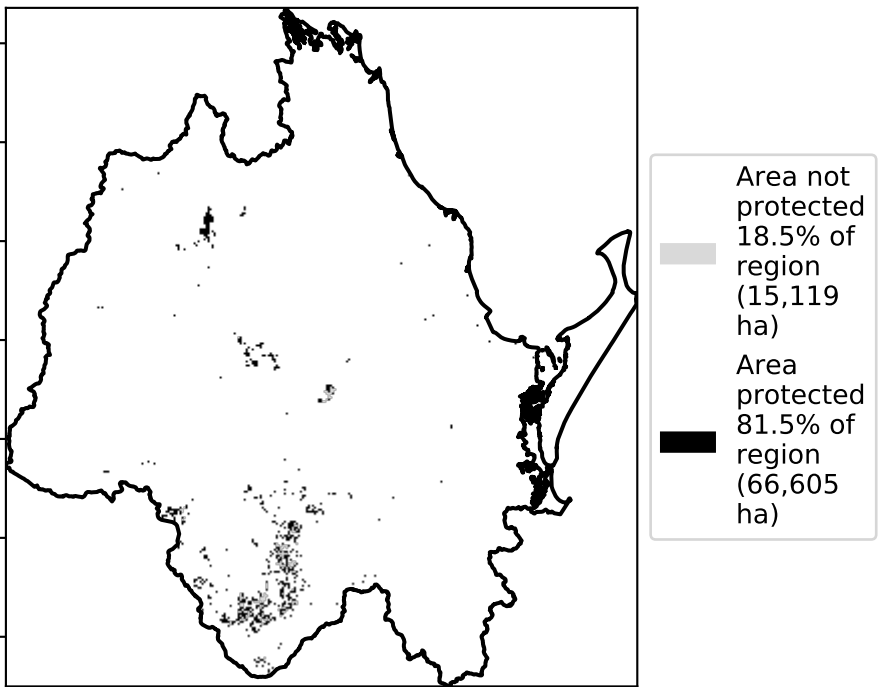 Area not
protected
18.5% of
region
(15,119
ha)
Area
protected
81.5% of
region
(66,605
ha)